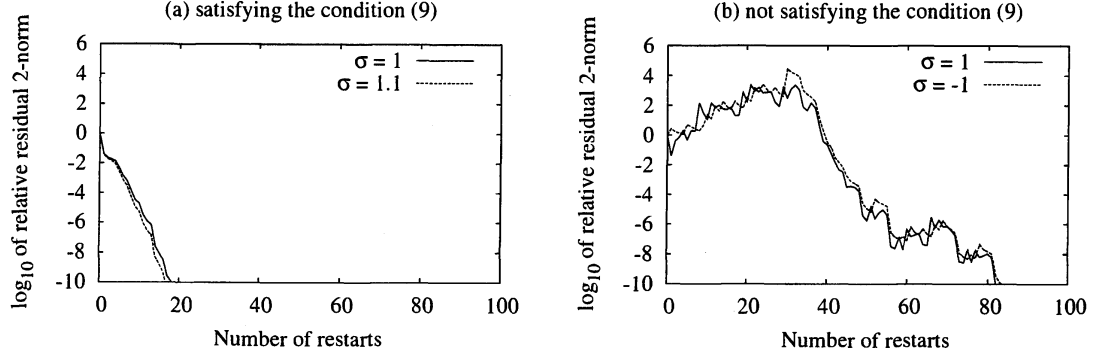 (a) satisfying the condition (9)
log10 of relative residual 2-norm
6
4
2
0
-2
-4
-6
-8
-10
σ = 1
σ = 1.1
0 20 40 60 80 100
Number of restarts
(b) not satisfying the condition (9)
log10 of relative residual 2-norm
6
4
2
0
-2
-4
-6
-8
-10
σ = 1
σ = -1
0 20 40 60 80 100
Number of restarts